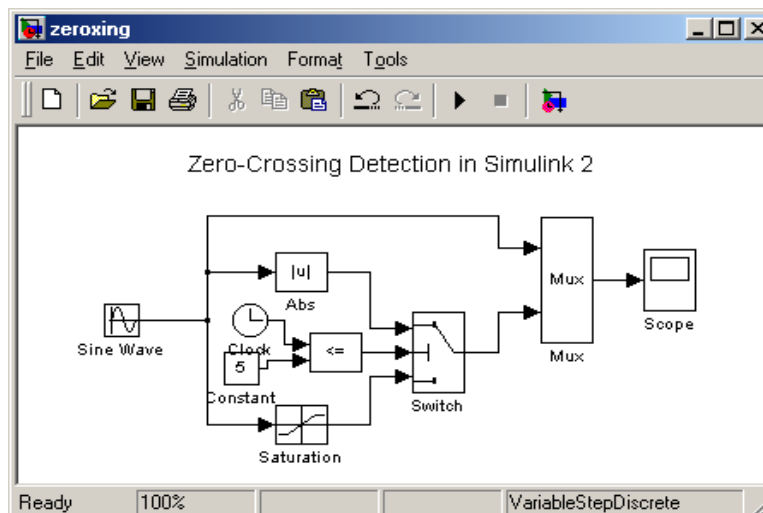 zeroxing
File Edit View Simulation Format Tools
Zero-Crossing Detection in Simulink 2
|u|
Abs
Mux
Mux
Scope
Sine Wave
Clock
<=
5
Constant
Switch
Saturation
Ready 100% VariableStepDiscrete